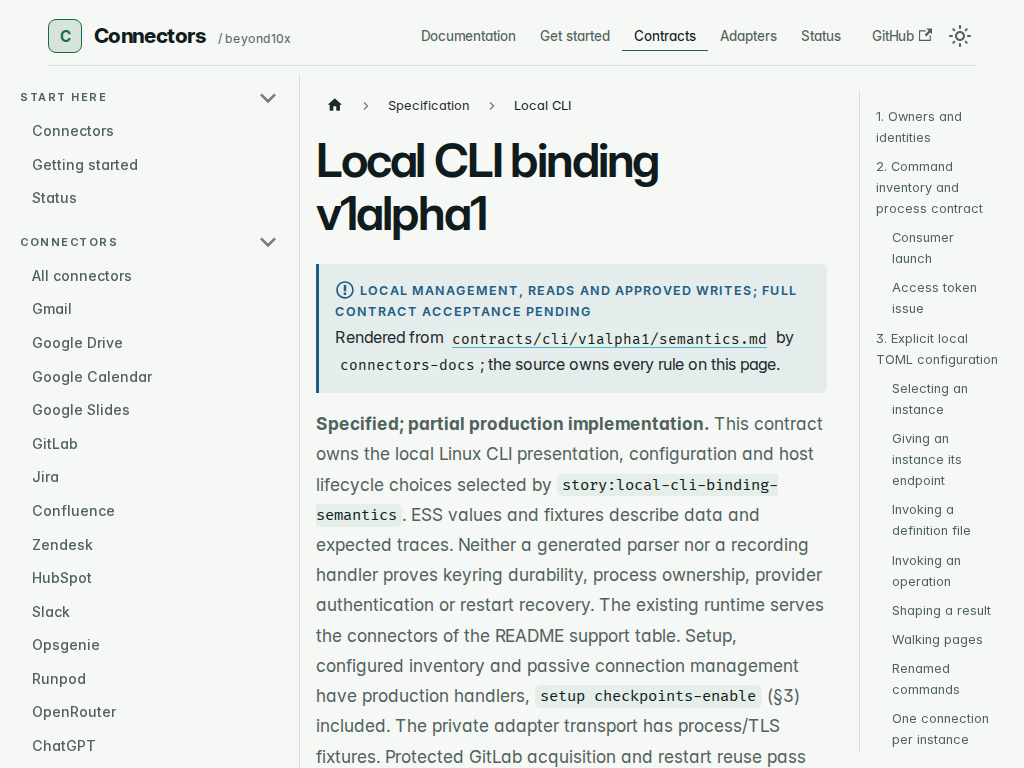 C Connectors / beyond10x Documentation Get started Contracts Adapters Status GitHub
START HERE
Connectors
Getting started
Status
CONNECTORS
All connectors
Gmail
Google Drive
Google Calendar
Google Slides
GitLab
Jira
Confluence
Zendesk
HubSpot
Slack
Opsgenie
Runpod
OpenRouter
ChatGPT
Specification Local CLI
Local CLI binding
v1alpha1
LOCAL MANAGEMENT, READS AND APPROVED WRITES; FULL
CONTRACT ACCEPTANCE PENDING
Rendered from contracts/cli/v1alpha1/semantics.md by
connectors-docs ; the source owns every rule on this page.
Specified; partial production implementation. This contract
owns the local Linux CLI presentation, configuration and host
lifecycle choices selected by story:local-cli-binding-
semantics . ESS values and fixtures describe data and
expected traces. Neither a generated parser nor a recording
handler proves keyring durability, process ownership, provider
authentication or restart recovery. The existing runtime serves
the connectors of the README support table. Setup,
configured inventory and passive connection management
have production handlers, setup checkpoints-enable (§3)
included. The private adapter transport has process/TLS
fixtures. Protected GitLab acquisition and restart reuse pass
1. Owners and
identities
2. Command
inventory and
process contract
Consumer
launch
Access token
issue
3. Explicit local
TOML configuration
Selecting an
instance
Giving an
instance its
endpoint
Invoking a
definition file
Invoking an
operation
Shaping a result
Walking pages
Renamed
commands
One connection
per instance